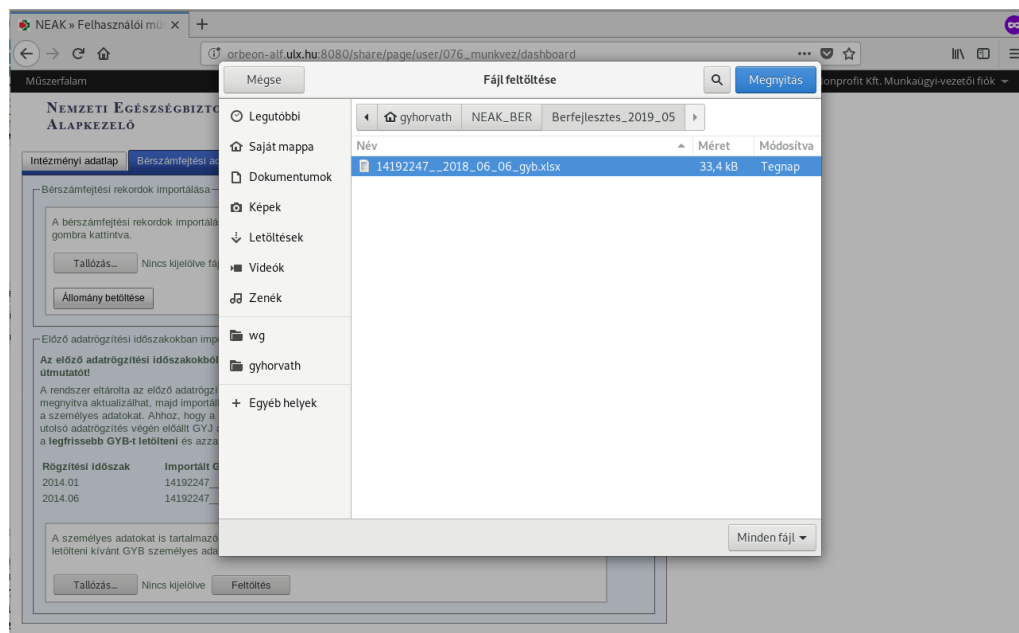 NEAK » Felhasználói mű
orbeon-alf.ulx.hu:8080/share/page/user/076_munkvez/dashboard
Műszerfalam
onprofit Kft. Munkaügyi-vezetői fiók
Mégse
Fájl feltöltése
Megnyitás
NEMZETI EGÉSZSÉGBIZTO
ALAPKEZELŐ
Intézményi adatlap
Bérszámfejtési ad
Bérszámfejtési rekordok importálása
A bérszámfejtési rekordok importálá
gombra kattintva.
Tallózás...
Nincs kijelölve fáj
Állomány betöltése
Előző adatrögzítési időszakokban impo
Az előző adatrögzítési időszakokból
útmutatót!
A rendszer eltárolta az előző adatrögzí
megnyitva aktualizálhat, majd importál
a személyes adatokat. Ahhoz, hogy a
utolsó adatrögzítés végén előállt GYJ a
a legfrissebb GYB-t letölteni és azza
Rögzítési időszak Importált G
2014.01 14192247__
2014.06 14192247__
A személyes adatokat is tartalmazó
letölteni kívánt GYB személyes ada
Tallózás...
Nincs kijelölve
Feltöltés
Legutóbbi
Saját mappa
Dokumentumok
Képek
Letöltések
Videók
Zenék
wg
gyhorvath
+ Egyéb helyek
gyhorvath NEAK_BER Berfejlesztes_2019_05
Név Méret Módosítva
14192247__2018_06_06_gyb.xlsx 33,4 kB Tegnap
Minden fájl